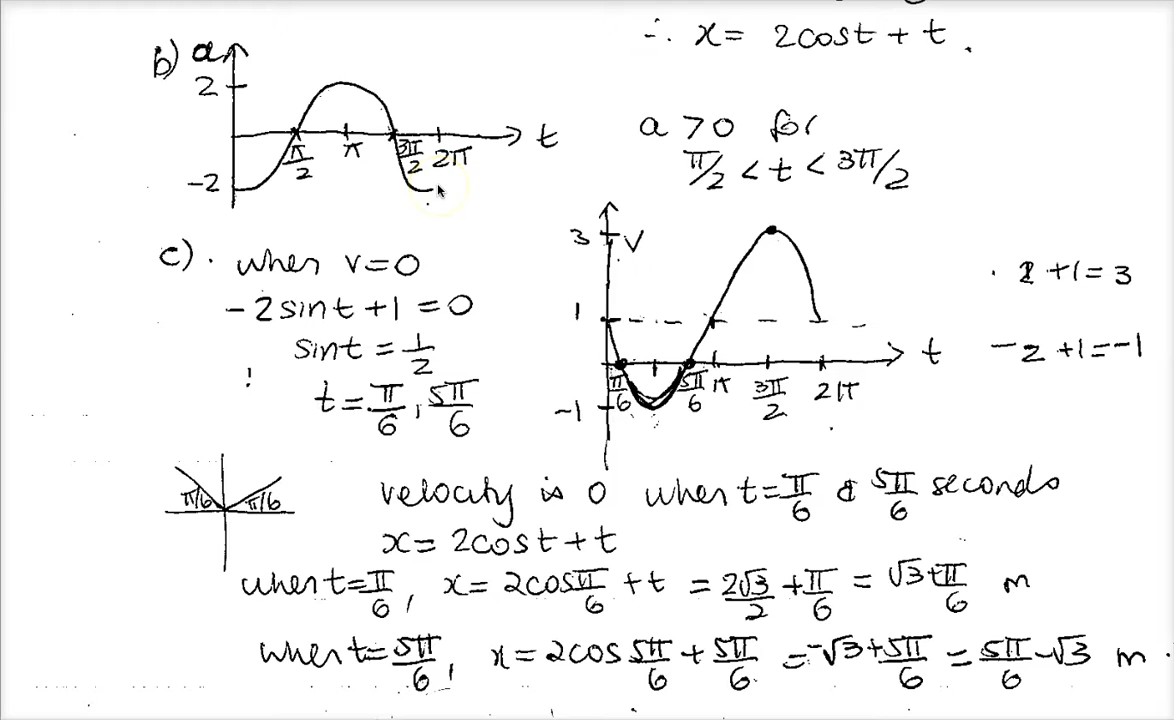 ∴ x = 2cost + t.
b) a
2
-2
π/2 π 3π/2 2π t
a > 0 for
π/2 < t < 3π/2
c). when v=0
-2sint + 1 = 0
sint = 1/2
t = π/6, 5π/6
3 v
1
-1
π/6 5π/6 π 3π/2 2π t
2 + 1 = 3
-2 + 1 = -1
π/6 π/6
velocity is 0 when t = π/6 & 5π/6 seconds
x = 2cost + t
when t = π/6, x = 2cos π/6 + t = 2√3/2 + π/6 = √3 + π/6 m
when t = 5π/6, x = 2cos 5π/6 + 5π/6 = -√3 + 5π/6 = 5π/6 - √3 m.